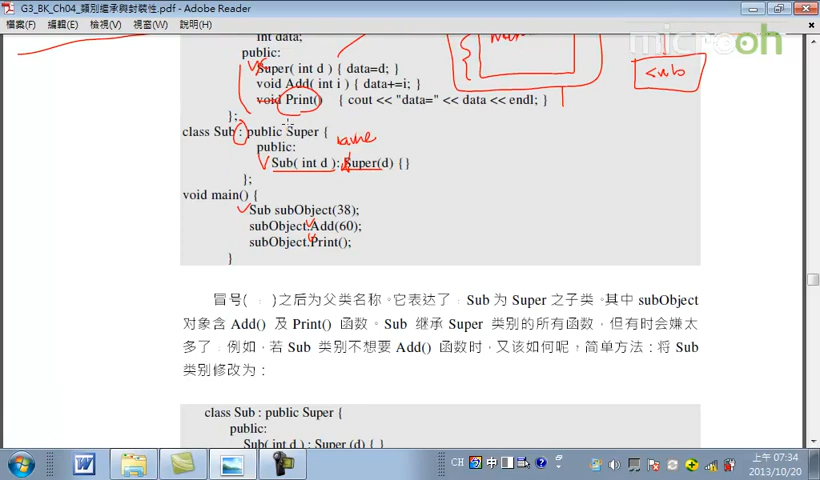 G3_BK_Ch04_類別繼承與封裝性.pdf - Adobe Reader
檔案(F) 編輯(E) 檢視(V) 視窗(W) 說明(H)
microoh
int data;
public:
Super( int d ) { data=d; }
void Add( int i ) { data+=i; }
void Print() { cout << "data=" << data << endl; }
};
<sub
class Sub : public Super {
public:
Sub( int d ): Super(d) {}
};
void main() {
Sub subObject(38);
subObject.Add(60);
subObject.Print();
}
冒号( : )之后为父类名称。它表达了：Sub 为 Super 之子类。其中 subObject
对象含 Add() 及 Print() 函数。Sub 继承 Super 类别的所有函数，但有时会嫌太
多了；例如，若 Sub 类别不想要 Add() 函数时，又该如何呢？简单方法：将 Sub
类别修改为：
class Sub : public Super {
public:
Sub( int d ) : Super (d) { }
CH 中
上午 07:34
2013/10/20